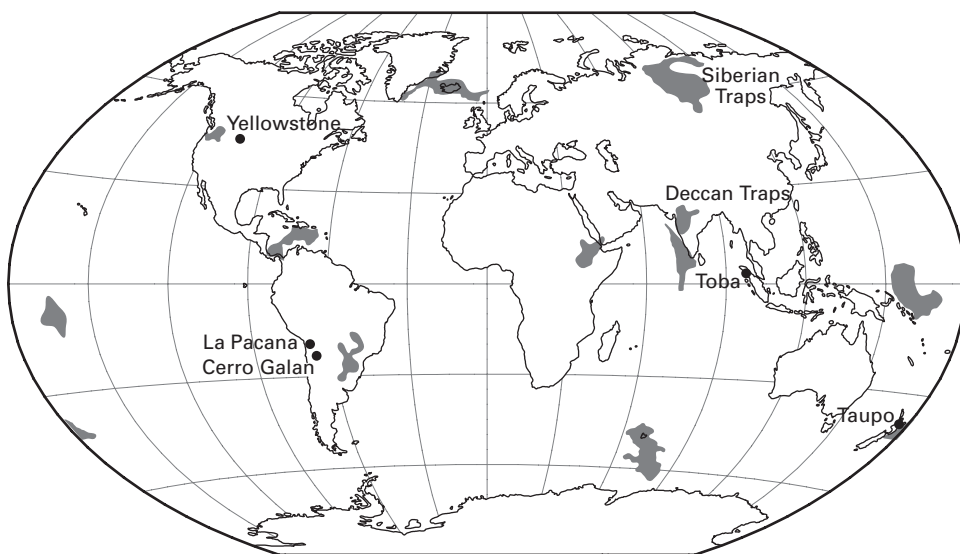 Siberian
Traps
Yellowstone
Deccan Traps
Toba
La Pacana
Cerro Galan
Taupo